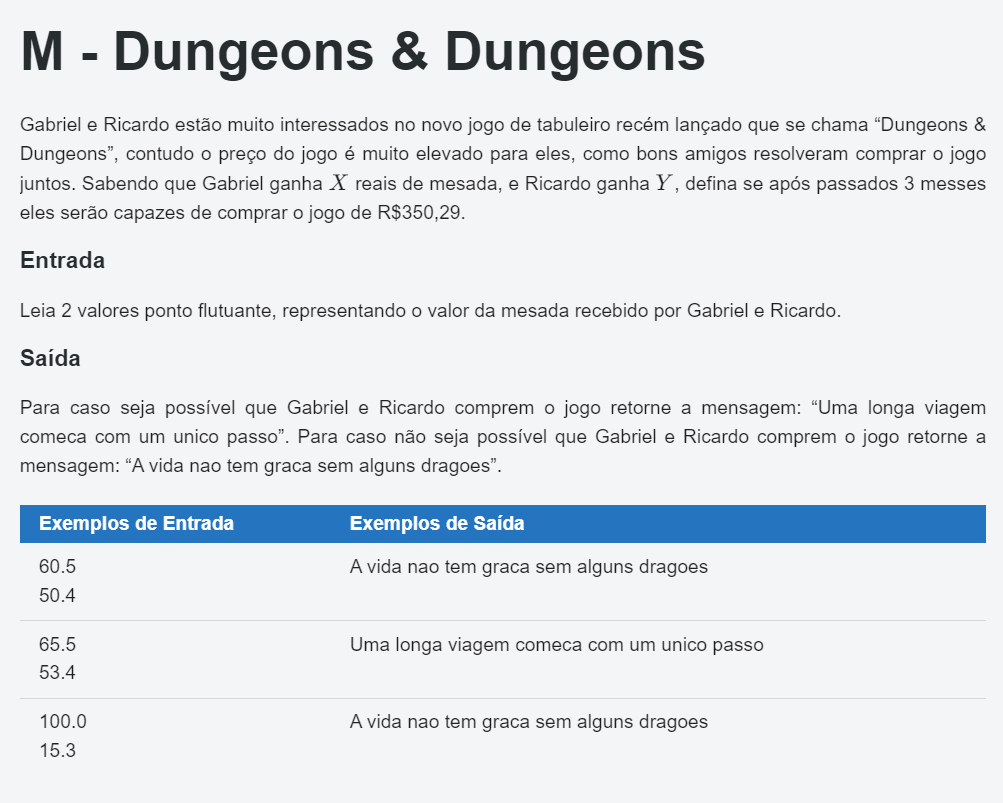 M - Dungeons & Dungeons
Gabriel e Ricardo estão muito interessados no novo jogo de tabuleiro recém lançado que se chama “Dungeons &
Dungeons”, contudo o preço do jogo é muito elevado para eles, como bons amigos resolveram comprar o jogo
juntos. Sabendo que Gabriel ganha X reais de mesada, e Ricardo ganha Y, defina se após passados 3 messes
eles serão capazes de comprar o jogo de R$350,29.
Entrada
Leia 2 valores ponto flutuante, representando o valor da mesada recebido por Gabriel e Ricardo.
Saída
Para caso seja possível que Gabriel e Ricardo comprem o jogo retorne a mensagem: “Uma longa viagem
comeca com um unico passo”. Para caso não seja possível que Gabriel e Ricardo comprem o jogo retorne a
mensagem: “A vida nao tem graca sem alguns dragoes”.
Exemplos de Entrada Exemplos de Saída
60.5 A vida nao tem graca sem alguns dragoes
50.4
65.5 Uma longa viagem comeca com um unico passo
53.4
100.0 A vida nao tem graca sem alguns dragoes
15.3